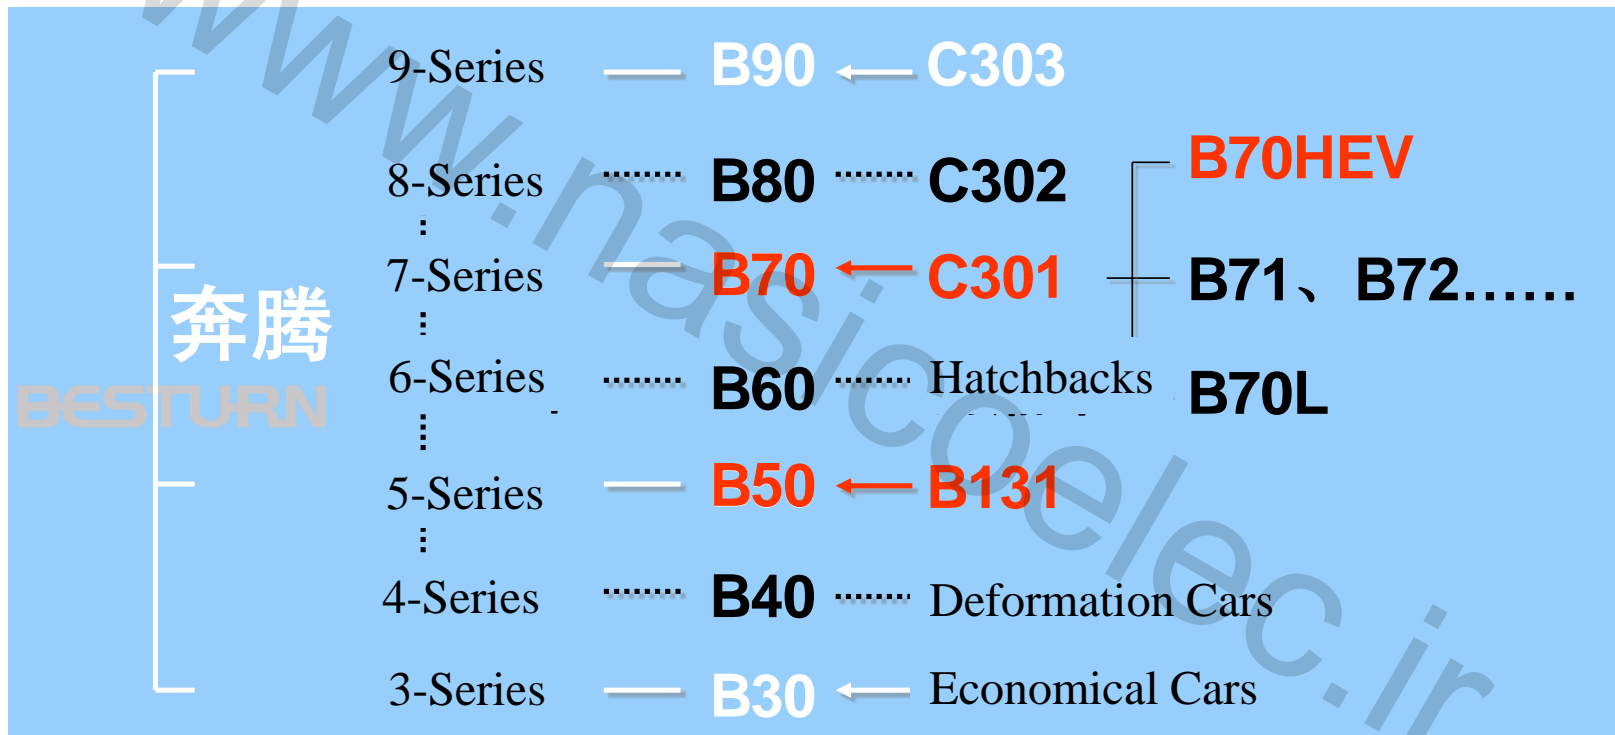 9-Series B90 C303
B70HEV
8-Series B80 C302
7-Series B70 C301
B71、B72……
奔腾
6-Series B60 Hatchbacks
B70L
BESTURN
5-Series B50 B131
4-Series B40 Deformation Cars
3-Series B30 Economical Cars
www.nasicoelec.ir